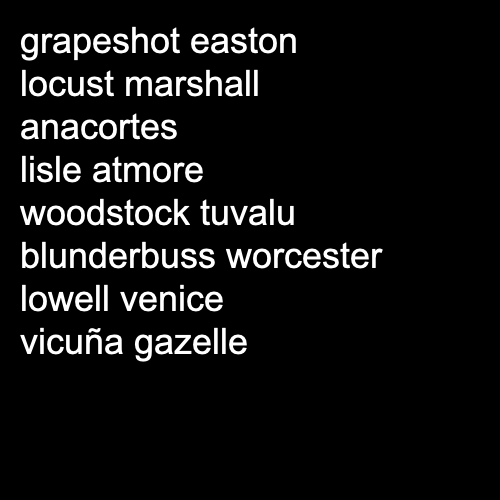 grapeshot easton
locust marshall
anacortes
lisle atmore
woodstock tuvalu
blunderbuss worcester
lowell venice
vicuña gazelle